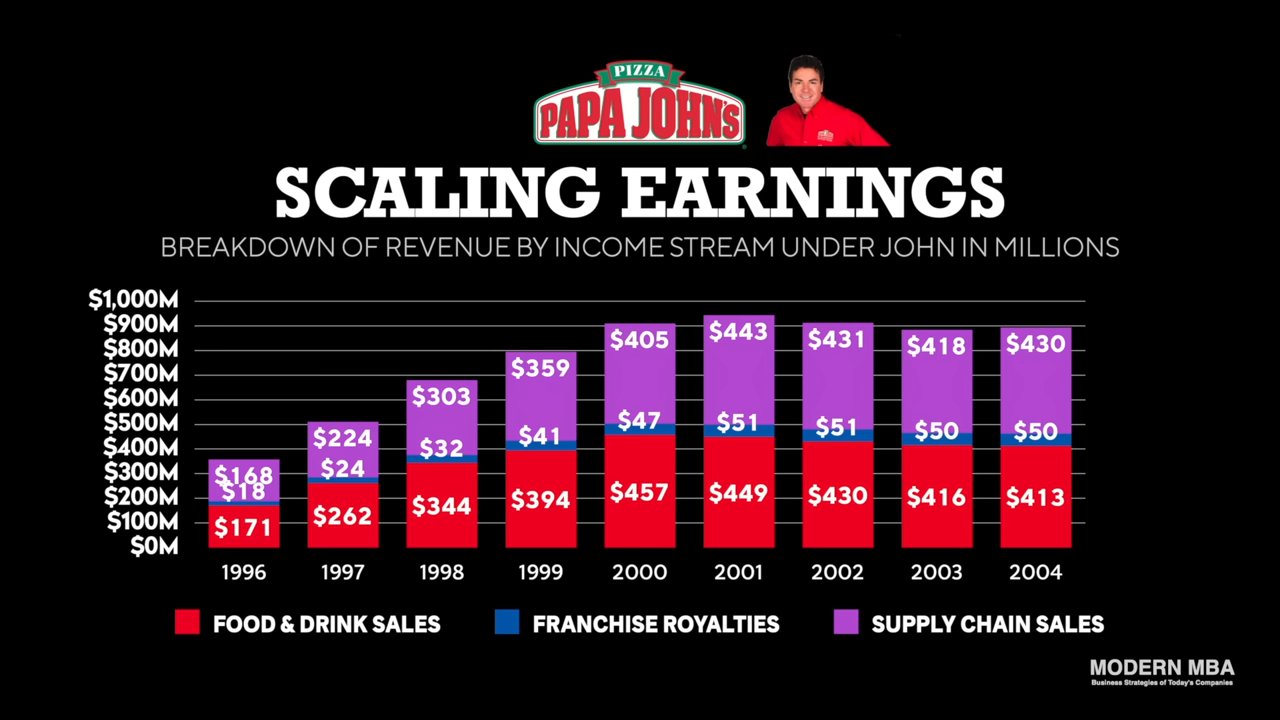 PIZZA
PAPA JOHN'S
SCALING EARNINGS
BREAKDOWN OF REVENUE BY INCOME STREAM UNDER JOHN IN MILLIONS
$1,000M
$900M
$800M
$700M
$600M
$500M
$400M
$300M
$200M
$100M
$0M
$168
$18
$171
$224
$24
$262
$303
$32
$344
$359
$41
$394
$405
$47
$457
$443
$51
$449
$431
$51
$430
$418
$50
$416
$430
$50
$413
1996 1997 1998 1999 2000 2001 2002 2003 2004
FOOD & DRINK SALES FRANCHISE ROYALTIES SUPPLY CHAIN SALES
MODERN MBA
Business Strategies of Today's Companies